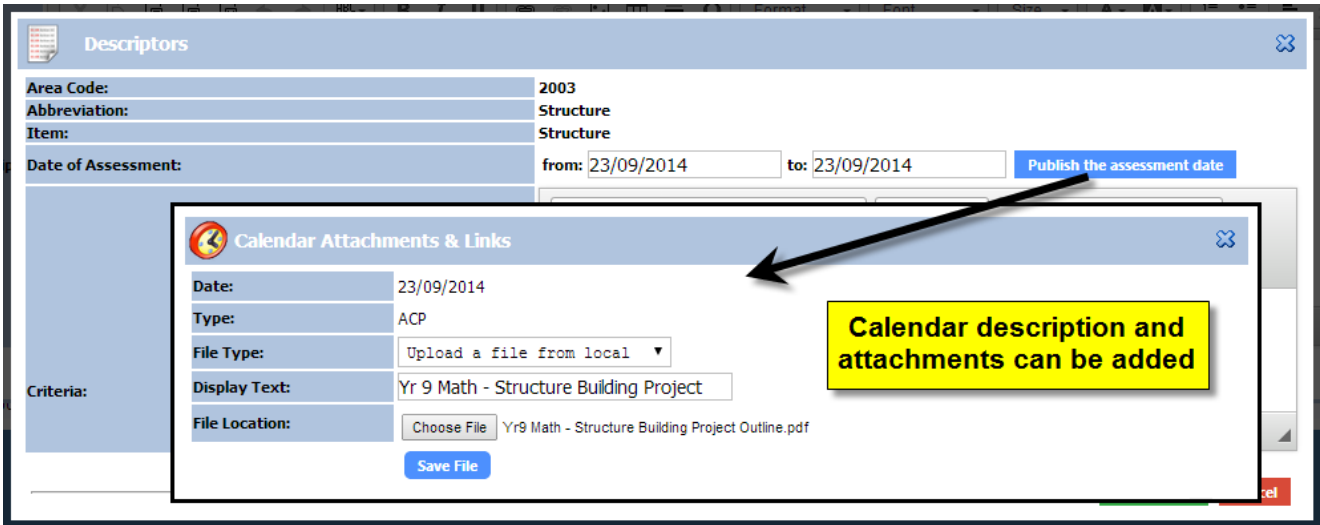 Format Font Size
Descriptors
Area Code: 2003
Abbreviation: Structure
Item: Structure
Date of Assessment: from: 23/09/2014 to: 23/09/2014 Publish the assessment date
Calendar Attachments & Links
Date: 23/09/2014
Type: ACP
File Type: Upload a file from local
Display Text: Yr 9 Math - Structure Building Project
File Location: Choose File Yr9 Math - Structure Building Project Outline.pdf
Save File
Calendar description and
attachments can be added
Criteria: